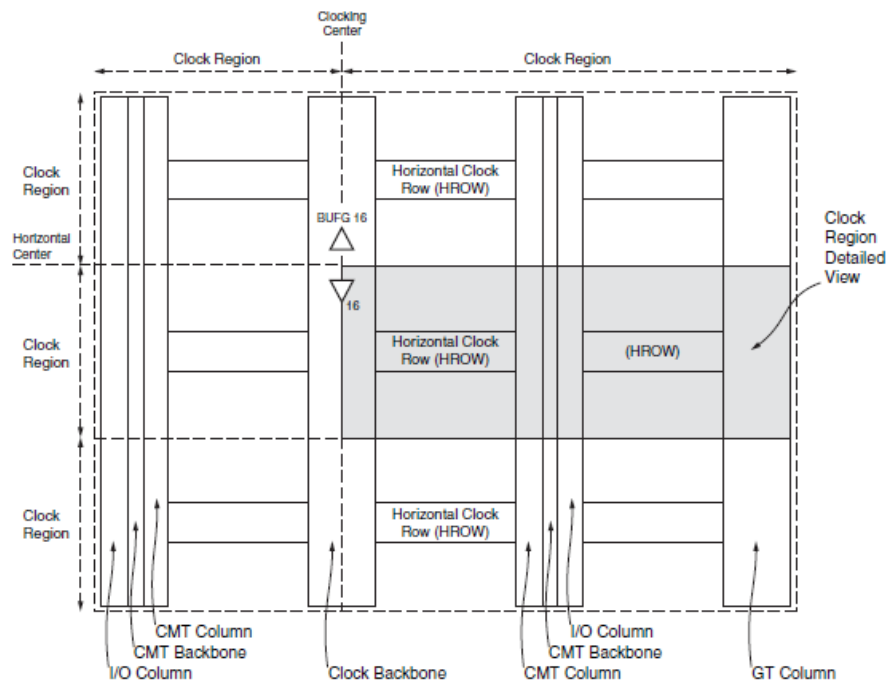 Clocking
Center
Clock Region
Clock Region
Clock
Region
Horizontal Clock
Row (HROW)
BUFG 16
Horizontal
Center
Clock
Region
Detailed
View
16
Clock
Region
Horizontal Clock
Row (HROW)
(HROW)
Clock
Region
Horizontal Clock
Row (HROW)
CMT Column
I/O Column
CMT Backbone
CMT Backbone
I/O Column
Clock Backbone
CMT Column
GT Column